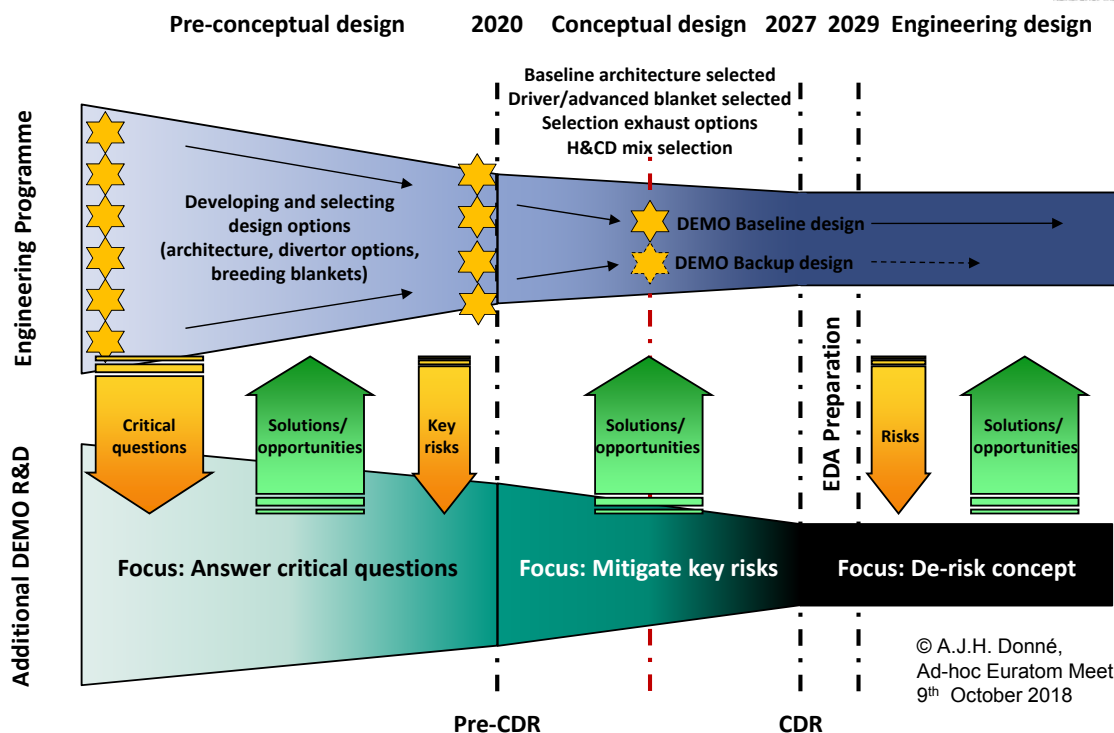 Pre-conceptual design
2020
Conceptual design
2027
2029
Engineering design
Baseline architecture selected
Driver/advanced blanket selected
Selection exhaust options
H&CD mix selection
Engineering Programme
Developing and selecting
design options
(architecture, divertor options,
breeding blankets)
DEMO Baseline design
DEMO Backup design
Critical
questions
Solutions/
opportunities
Key
risks
Solutions/
opportunities
EDA Preparation
Risks
Solutions/
opportunities
Additional DEMO R&D
Focus: Answer critical questions
Focus: Mitigate key risks
Focus: De-risk concept
© A.J.H. Donné,
Ad-hoc Euratom Meet
9th October 2018
Pre-CDR
CDR